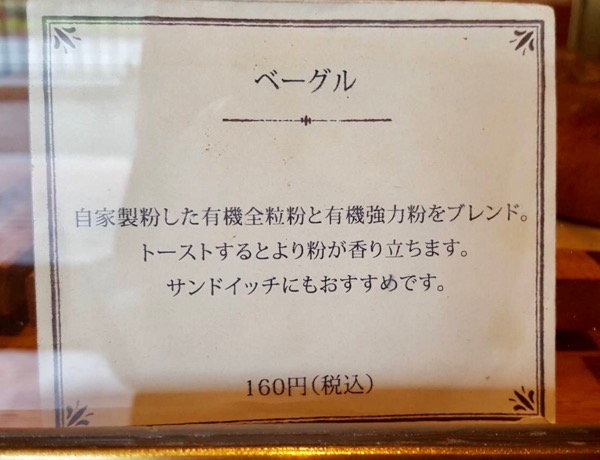 ベーグル
自家製粉した有機全粒粉と有機強力粉をブレンド。
トーストするとより粉が香り立ちます。
サンドイッチにもおすすめです。
160円(税込)